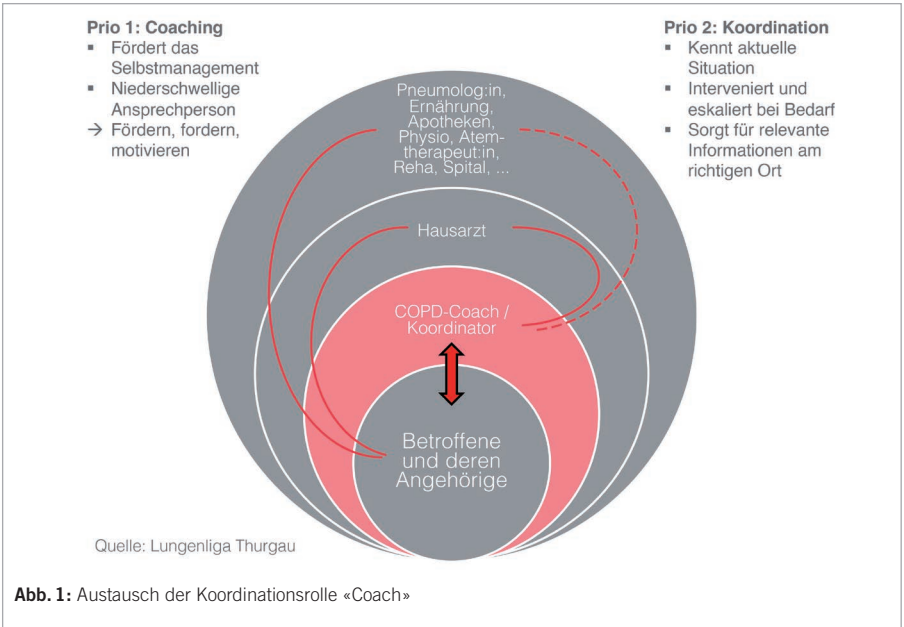 Prio 1: Coaching
▪ Fördert das
Selbstmanagement
▪ Niederschwellige
Ansprechperson
→ Fördern, fordern,
motivieren
Prio 2: Koordination
▪ Kennt aktuelle
Situation
▪ Interveniert und
eskaliert bei Bedarf
▪ Sorgt für relevante
Informationen am
richtigen Ort
Pneumolog:in,
Ernährung,
Apotheken,
Physio, Atem-
therapeut:in,
Reha, Spital, ...
Hausarzt
COPD-Coach /
Koordinator
Betroffene
und deren
Angehörige
Quelle: Lungenliga Thurgau
Abb. 1: Austausch der Koordinationsrolle «Coach»